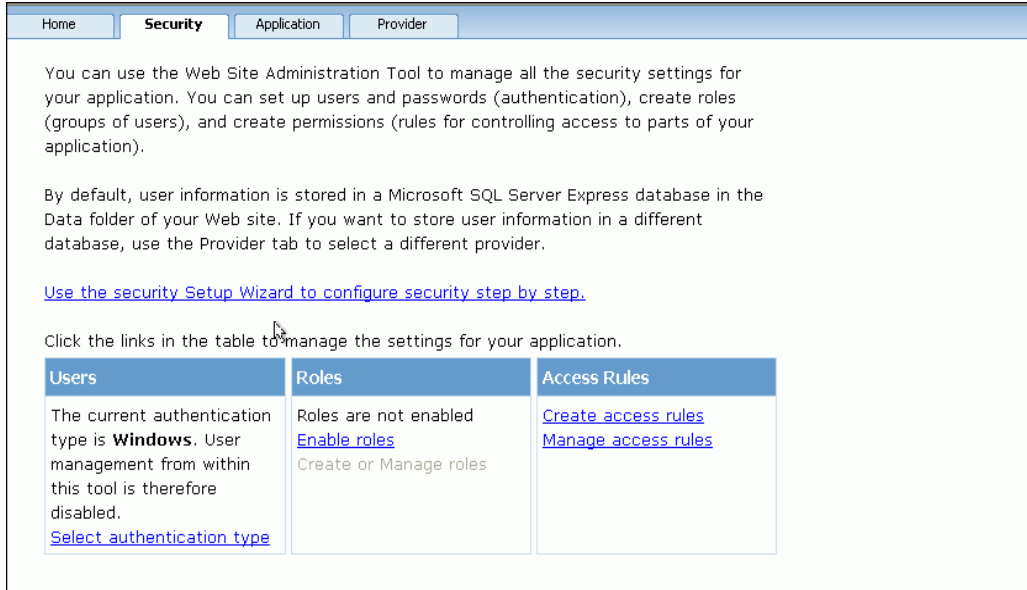 Home Security Application Provider
You can use the Web Site Administration Tool to manage all the security settings for
your application. You can set up users and passwords (authentication), create roles
(groups of users), and create permissions (rules for controlling access to parts of your
application).
By default, user information is stored in a Microsoft SQL Server Express database in the
Data folder of your Web site. If you want to store user information in a different
database, use the Provider tab to select a different provider.
Use the security Setup Wizard to configure security step by step.
Click the links in the table to manage the settings for your application.
Users
The current authentication
type is Windows. User
management from within
this tool is therefore
disabled.
Select authentication type
Roles
Roles are not enabled
Enable roles
Create or Manage roles
Access Rules
Create access rules
Manage access rules